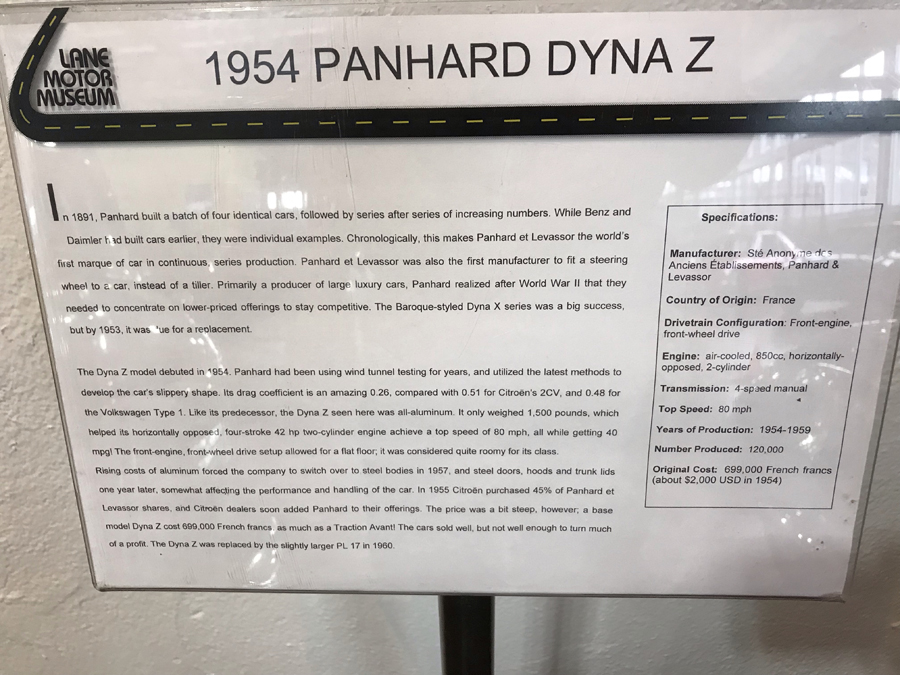 LANE
MOTOR
MUSEUM
1954 PANHARD DYNA Z
In 1891, Panhard built a batch of four identical cars, followed by series after series of increasing numbers. While Benz and
Daimler had built cars earlier, they were individual examples. Chronologically, this makes Panhard et Levassor the world's
first marque of car in continuous, series production. Panhard et Levassor was also the first manufacturer to fit a steering
wheel to a car, instead of a tiller. Primarily a producer of large luxury cars, Panhard realized after World War II that they
needed to concentrate on lower-priced offerings to stay competitive. The Baroque-styled Dyna X series was a big success,
but by 1953, it was due for a replacement.
The Dyna Z model debuted in 1954. Panhard had been using wind tunnel testing for years, and utilized the latest methods to
develop the car's slippery shape. Its drag coefficient is an amazing 0.26, compared with 0.51 for Citroën's 2CV, and 0.48 for
the Volkswagen Type 1. Like its predecessor, the Dyna Z seen here was all-aluminum. It only weighed 1,500 pounds, which
helped its horizontally opposed, four-stroke 42 hp two-cylinder engine achieve a top speed of 80 mph, all while getting 40
mpg! The front-engine, front-wheel drive setup allowed for a flat floor; it was considered quite roomy for its class.
Rising costs of aluminum forced the company to switch over to steel bodies in 1957, and steel doors, hoods and trunk lids
one year later, somewhat affecting the performance and handling of the car. In 1955 Citroën purchased 45% of Panhard et
Levassor shares, and Citroën dealers soon added Panhard to their offerings. The price was a bit steep, however; a base
model Dyna Z cost 699,000 French francs, as much as a Traction Avant! The cars sold well, but not well enough to turn much
of a profit. The Dyna Z was replaced by the slightly larger PL 17 in 1960.
Specifications:
Manufacturer: Sté Anonyme des
Anciens Établissements, Panhard &
Levassor
Country of Origin: France
Drivetrain Configuration: Front-engine,
front-wheel drive
Engine: air-cooled, 850cc, horizontally-
opposed, 2-cylinder
Transmission: 4-speed manual
Top Speed: 80 mph
Years of Production: 1954-1959
Number Produced: 120,000
Original Cost: 699,000 French francs
(about $2,000 USD in 1954)